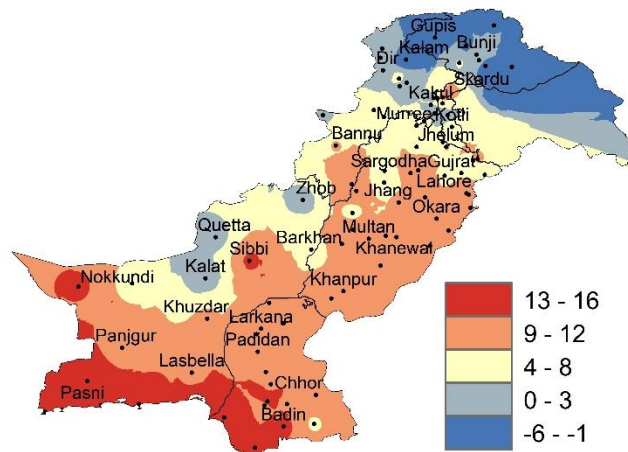 Gupis
Kalam
Bunji
Dir
Skardu
Kakul
Murree
Kotli
Bannu
Jhelum
Sargodha
Gujrat
Zhob
Jhang
Lahore
Okara
Quetta
Multan
Sibbi
Barkhan
Khanewal
Nokkundi
Kalat
Khanpur
Khuzdar
Larkana
Panjgur
Padidan
Lasbella
Pasni
Chhor
Badin
13 - 16
9 - 12
4 - 8
0 - 3
-6 - -1